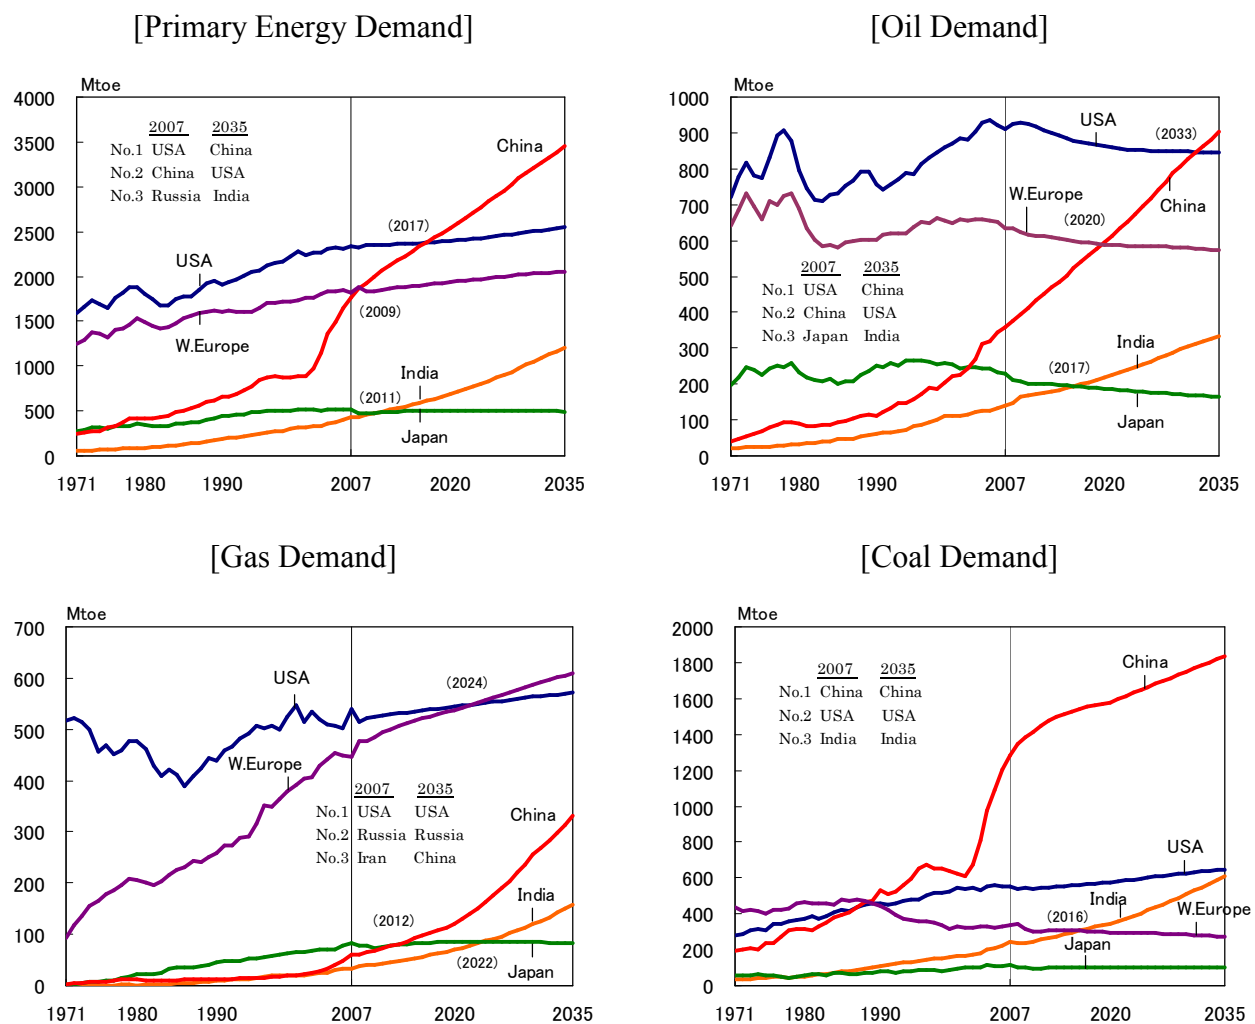 [Primary Energy Demand]
Mtoe
4000
3500
3000
2500
2000
1500
1000
500
0
2007 2035
No.1 USA China
No.2 China USA
No.3 Russia India
China
(2017)
USA
(2009)
W.Europe
India
(2011)
Japan
1971 1980 1990 2007 2020 2035
[Oil Demand]
Mtoe
1000
900
800
700
600
500
400
300
200
100
0
USA
(2033)
W.Europe
China
(2020)
2007 2035
No.1 USA China
No.2 China USA
No.3 Japan India
India
(2017)
Japan
1971 1980 1990 2007 2020 2035
[Gas Demand]
Mtoe
700
600
500
400
300
200
100
0
USA
(2024)
W.Europe
2007 2035
No.1 USA USA
No.2 Russia Russia
No.3 Iran China
China
India
(2012)
(2022)
Japan
1971 1980 1990 2007 2020 2035
[Coal Demand]
Mtoe
2000
1800
1600
1400
1200
1000
800
600
400
200
0
China
2007 2035
No.1 China China
No.2 USA USA
No.3 India India
USA
India
W.Europe
(2016)
Japan
1971 1980 1990 2007 2020 2035